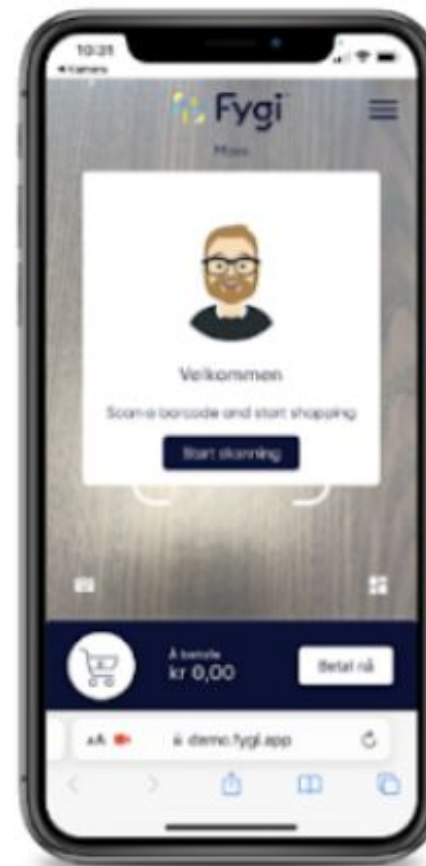 10:31
◂ Kamera
Fygi
Velkommen
Scan a barcode and start shopping
Start skanning
Å betale
kr 0,00
Betal nå
AA
demo.fygi.app